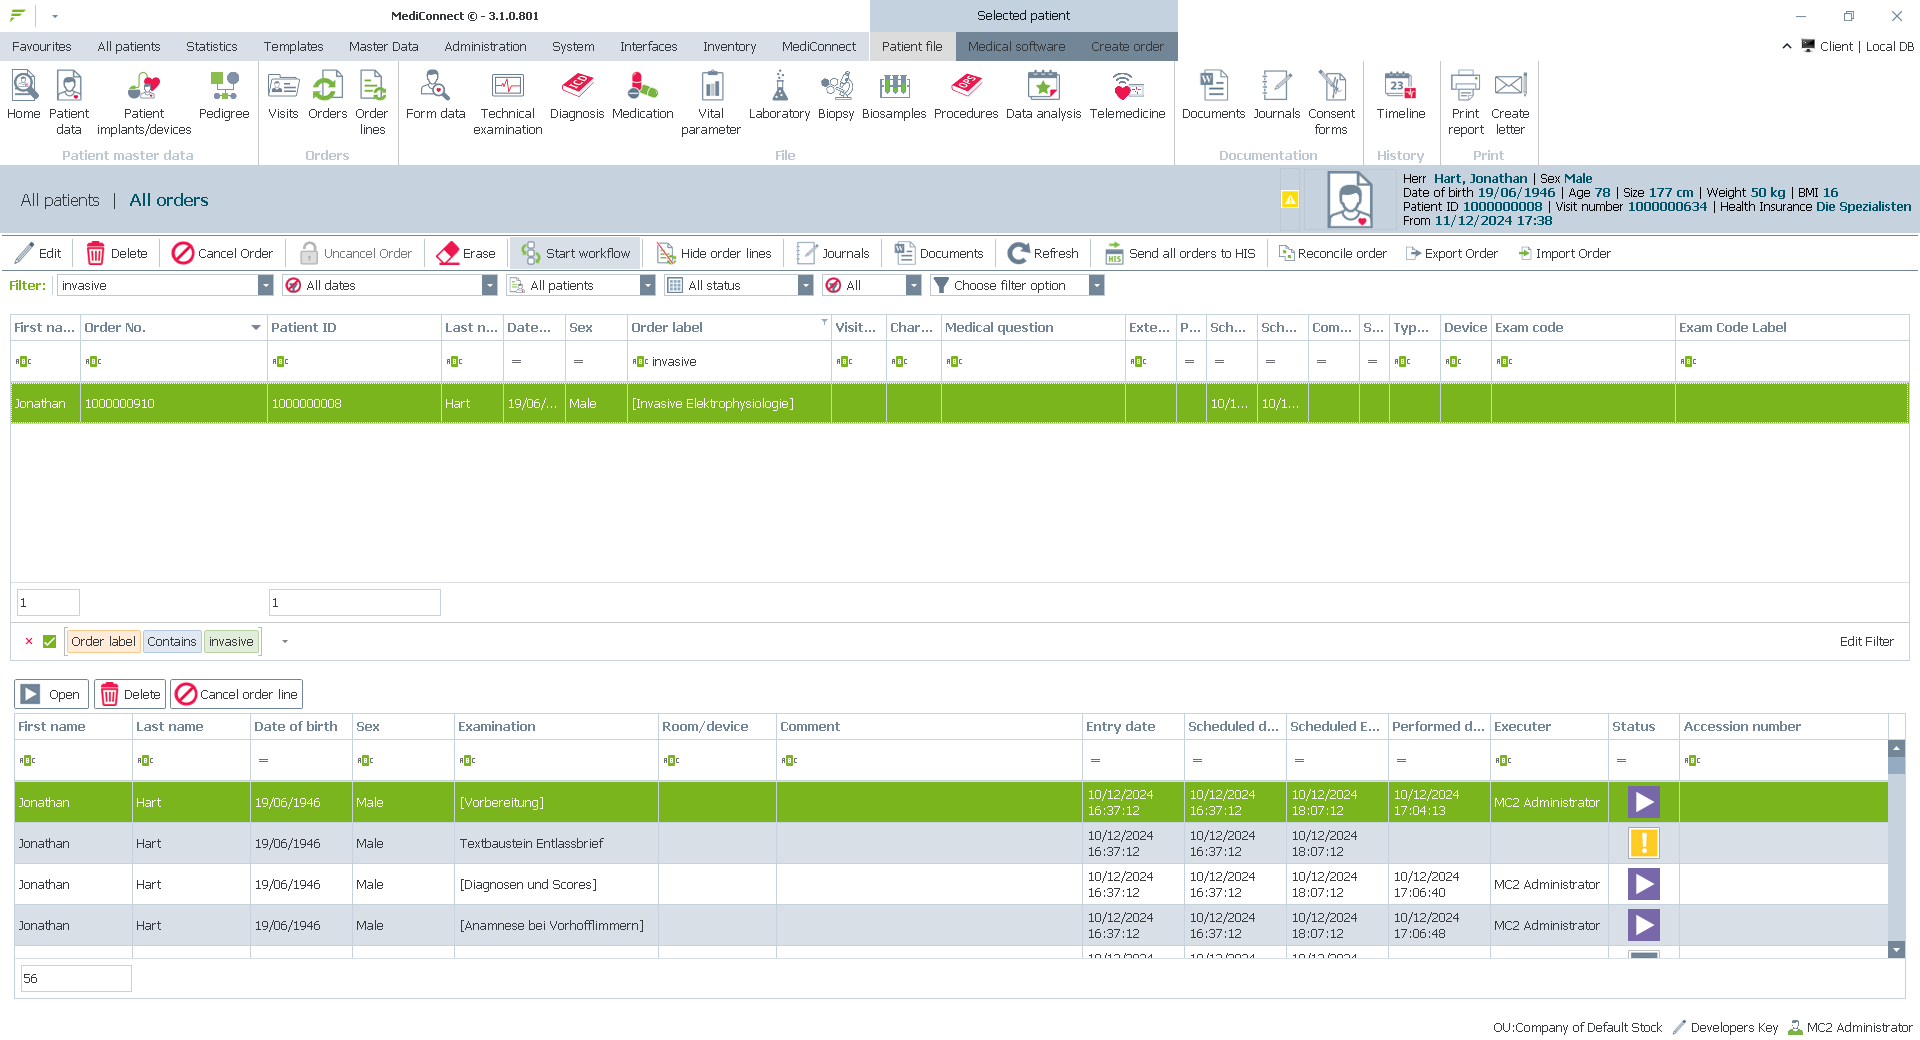 MediConnect © - 3.1.0.801
Selected patient
Favourites All patients Statistics Templates Master Data Administration System Interfaces Inventory MediConnect Patient file Medical software Create order
Client | Local DB
Home Patient data Patient implants/devices Pedigree Visits Orders Order lines Form data Technical examination Diagnosis Medication Vital parameter Laboratory Biopsy Biosamples Procedures Data analysis Telemedicine Documents Journals Consent forms Timeline Print report Create letter
Patient master data Orders File Documentation History Print
All patients | All orders
Herr Hart, Jonathan | Sex Male
Date of birth 19/06/1946 | Age 78 | Size 177 cm | Weight 50 kg | BMI 16
Patient ID 1000000008 | Visit number 1000000634 | Health Insurance Die Spezialisten
From 11/12/2024 17:38
Edit Delete Cancel Order Uncancel Order Erase Start workflow Hide order lines Journals Documents Refresh Send all orders to HIS Reconcile order Export Order Import Order
Filter: invasive All dates All patients All status All Choose filter option
First na... Order No. Patient ID Last n... Date... Sex Order label Visit... Char... Medical question Exte... P... Sch... Sch... Com... S... Typ... Device Exam code Exam Code Label
invasive
Jonathan 1000000910 1000000008 Hart 19/06/... Male [Invasive Elektrophysiologie] 10/1... 10/1...
1 1
Order label Contains invasive Edit Filter
Open Delete Cancel order line
First name Last name Date of birth Sex Examination Room/device Comment Entry date Scheduled d... Scheduled E... Performed d... Executer Status Accession number
Jonathan Hart 19/06/1946 Male [Vorbereitung] 10/12/2024 16:37:12 10/12/2024 16:37:12 10/12/2024 18:07:12 10/12/2024 17:04:13 MC2 Administrator
Jonathan Hart 19/06/1946 Male Textbaustein Entlassbrief 10/12/2024 16:37:12 10/12/2024 16:37:12 10/12/2024 18:07:12
Jonathan Hart 19/06/1946 Male [Diagnosen und Scores] 10/12/2024 16:37:12 10/12/2024 16:37:12 10/12/2024 18:07:12 10/12/2024 17:06:40 MC2 Administrator
Jonathan Hart 19/06/1946 Male [Anamnese bei Vorhofflimmern] 10/12/2024 16:37:12 10/12/2024 16:37:12 10/12/2024 18:07:12 10/12/2024 17:06:48 MC2 Administrator
56
OU:Company of Default Stock Developers Key MC2 Administrator